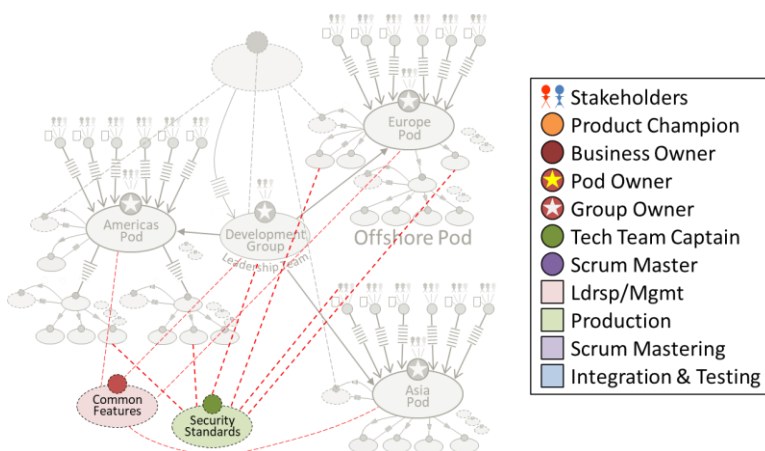 Europe
Pod
Americas
Pod
Development
Group
Leadership Team
Offshore Pod
Asia
Pod
Common
Features
Security
Standards
Stakeholders
Product Champion
Business Owner
Pod Owner
Group Owner
Tech Team Captain
Scrum Master
Ldrsp/Mgmt
Production
Scrum Mastering
Integration & Testing